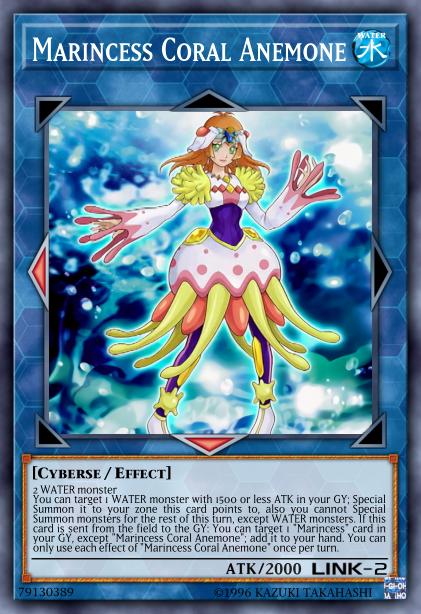 MARINCESS CORAL ANEMONE
WATER
水
[CYBERSE / EFFECT]
2 WATER monster
You can target 1 WATER monster with 1500 or less ATK in your GY; Special
Summon it to your zone this card points to, also you cannot Special
Summon monsters for the rest of this turn, except WATER monsters. If this
card is sent from the field to the GY: You can target 1 "Marincess" card in
your GY, except "Marincess Coral Anemone"; add it to your hand. You can
only use each effect of "Marincess Coral Anemone" once per turn.
ATK/2000 LINK-2
79130389
©1996 KAZUKI TAKAHASHI